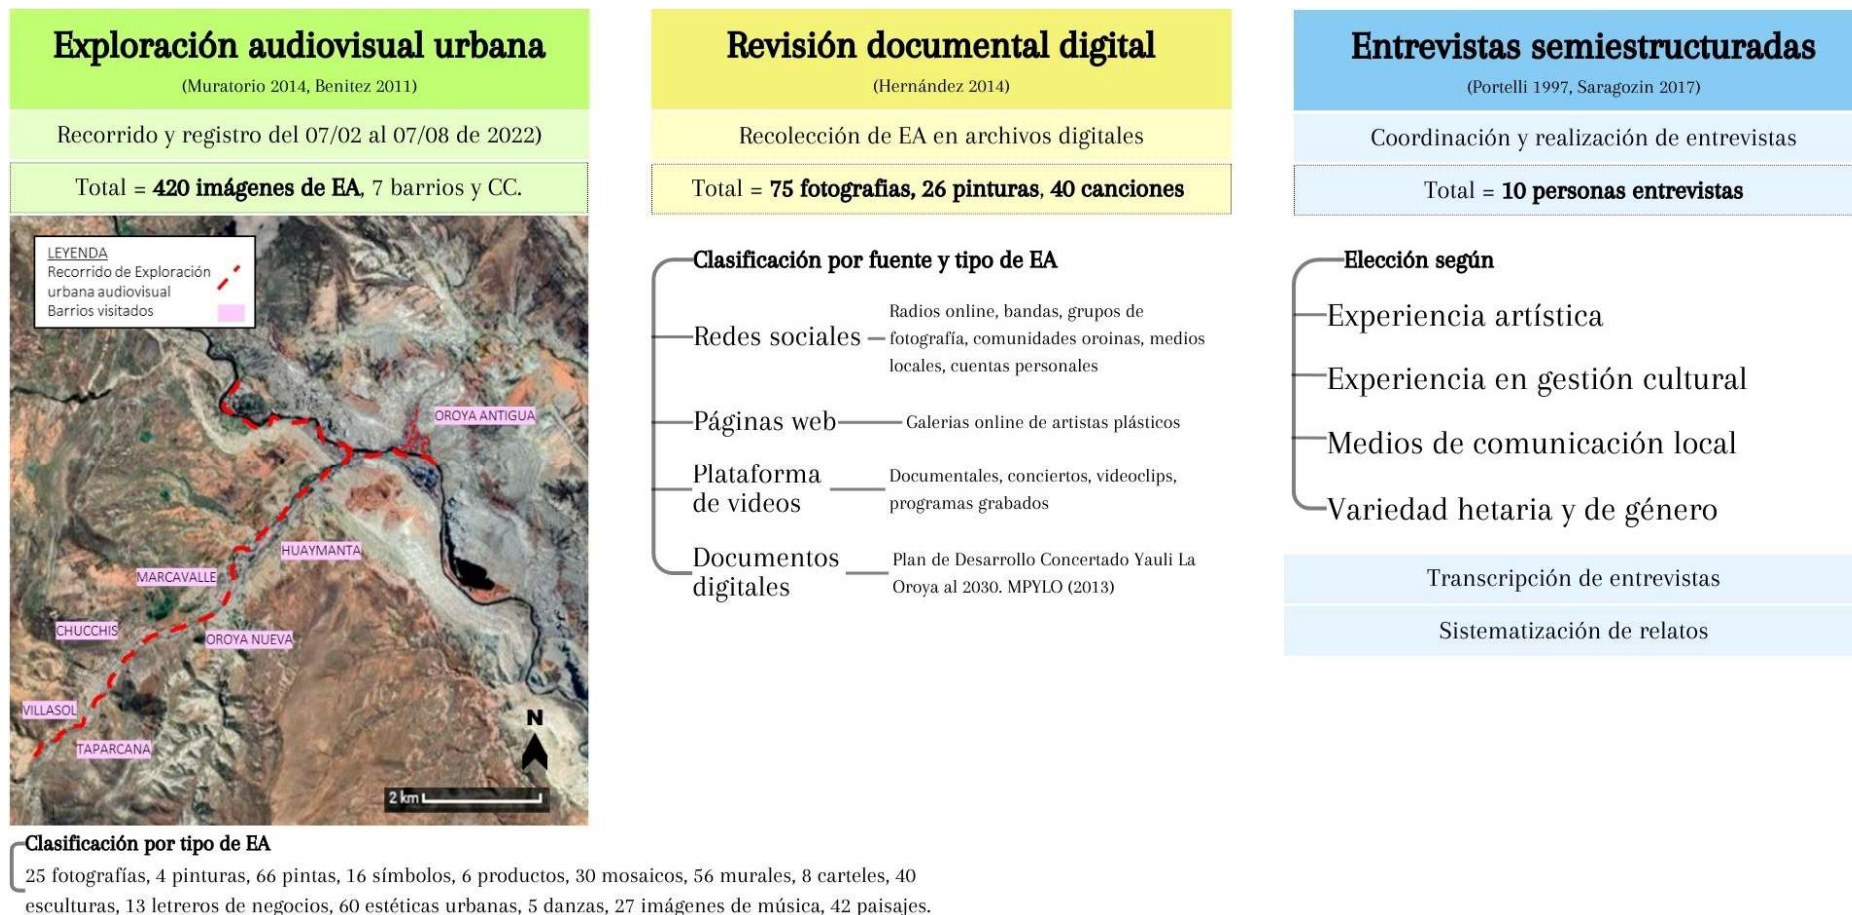 Exploración audiovisual urbana
(Muratorio 2014, Benitez 2011)
Recorrido y registro del 07/02 al 07/08 de 2022)
Total = 420 imágenes de EA, 7 barrios y CC.
LEYENDA
Recorrido de Exploración
urbana audiovisual
Barrios visitados
OROYA ANTIGUA
HUAYMANTA
MARCAVALLE
CHUCCHIS
OROYA NUEVA
VILLASOL
TAPARCANA
N
2 km
Clasificación por tipo de EA
25 fotografías, 4 pinturas, 66 pintas, 16 símbolos, 6 productos, 30 mosaicos, 56 murales, 8 carteles, 40
esculturas, 13 letreros de negocios, 60 estéticas urbanas, 5 danzas, 27 imágenes de música, 42 paisajes.
Revisión documental digital
(Hernández 2014)
Recolección de EA en archivos digitales
Total = 75 fotografias, 26 pinturas, 40 canciones
Clasificación por fuente y tipo de EA
Redes sociales
Radios online, bandas, grupos de
fotografía, comunidades oroinas, medios
locales, cuentas personales
Páginas web
Galerias online de artistas plásticos
Plataforma
de videos
Documentales, conciertos, videoclips,
programas grabados
Documentos
digitales
Plan de Desarrollo Concertado Yauli La
Oroya al 2030. MPYLO (2013)
Entrevistas semiestructuradas
(Portelli 1997, Saragozin 2017)
Coordinación y realización de entrevistas
Total = 10 personas entrevistas
Elección según
Experiencia artística
Experiencia en gestión cultural
Medios de comunicación local
Variedad hetaria y de género
Transcripción de entrevistas
Sistematización de relatos